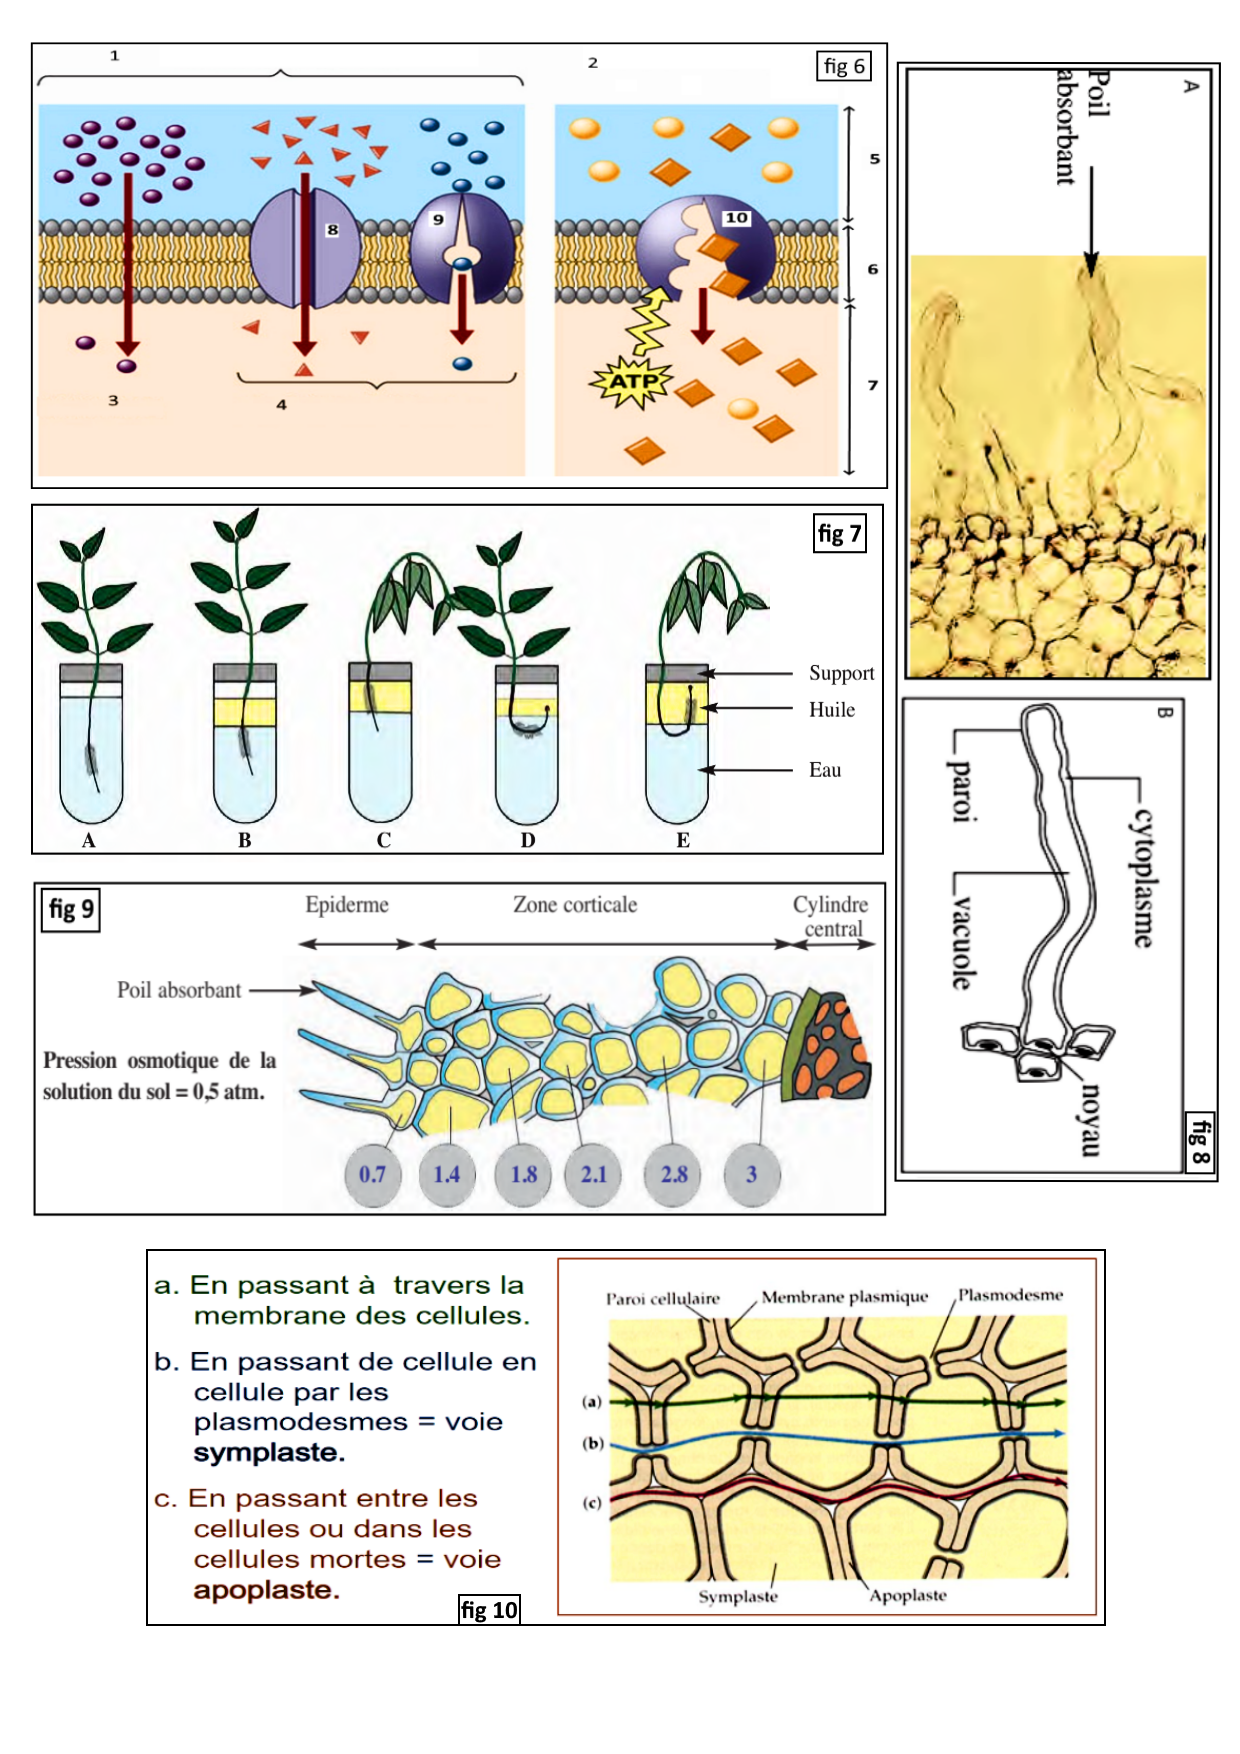 1
2
fig 6
5
8
9
10
6
ATP
7
3
4
A
Poil
absorbant
fig 7
Support
Huile
Eau
A
B
C
D
E
B
paroi
cytoplasme
vacuole
noyau
fig 8
fig 9
Epiderme
Zone corticale
Cylindre
central
Poil absorbant
Pression osmotique de la
solution du sol = 0,5 atm.
0.7
1.4
1.8
2.1
2.8
3
a. En passant à travers la
membrane des cellules.
b. En passant de cellule en
cellule par les
plasmodesmes = voie
symplaste.
c. En passant entre les
cellules ou dans les
cellules mortes = voie
apoplaste.
fig 10
Paroi cellulaire
Membrane plasmique
Plasmodesme
(a)
(b)
(c)
Symplaste
Apoplaste